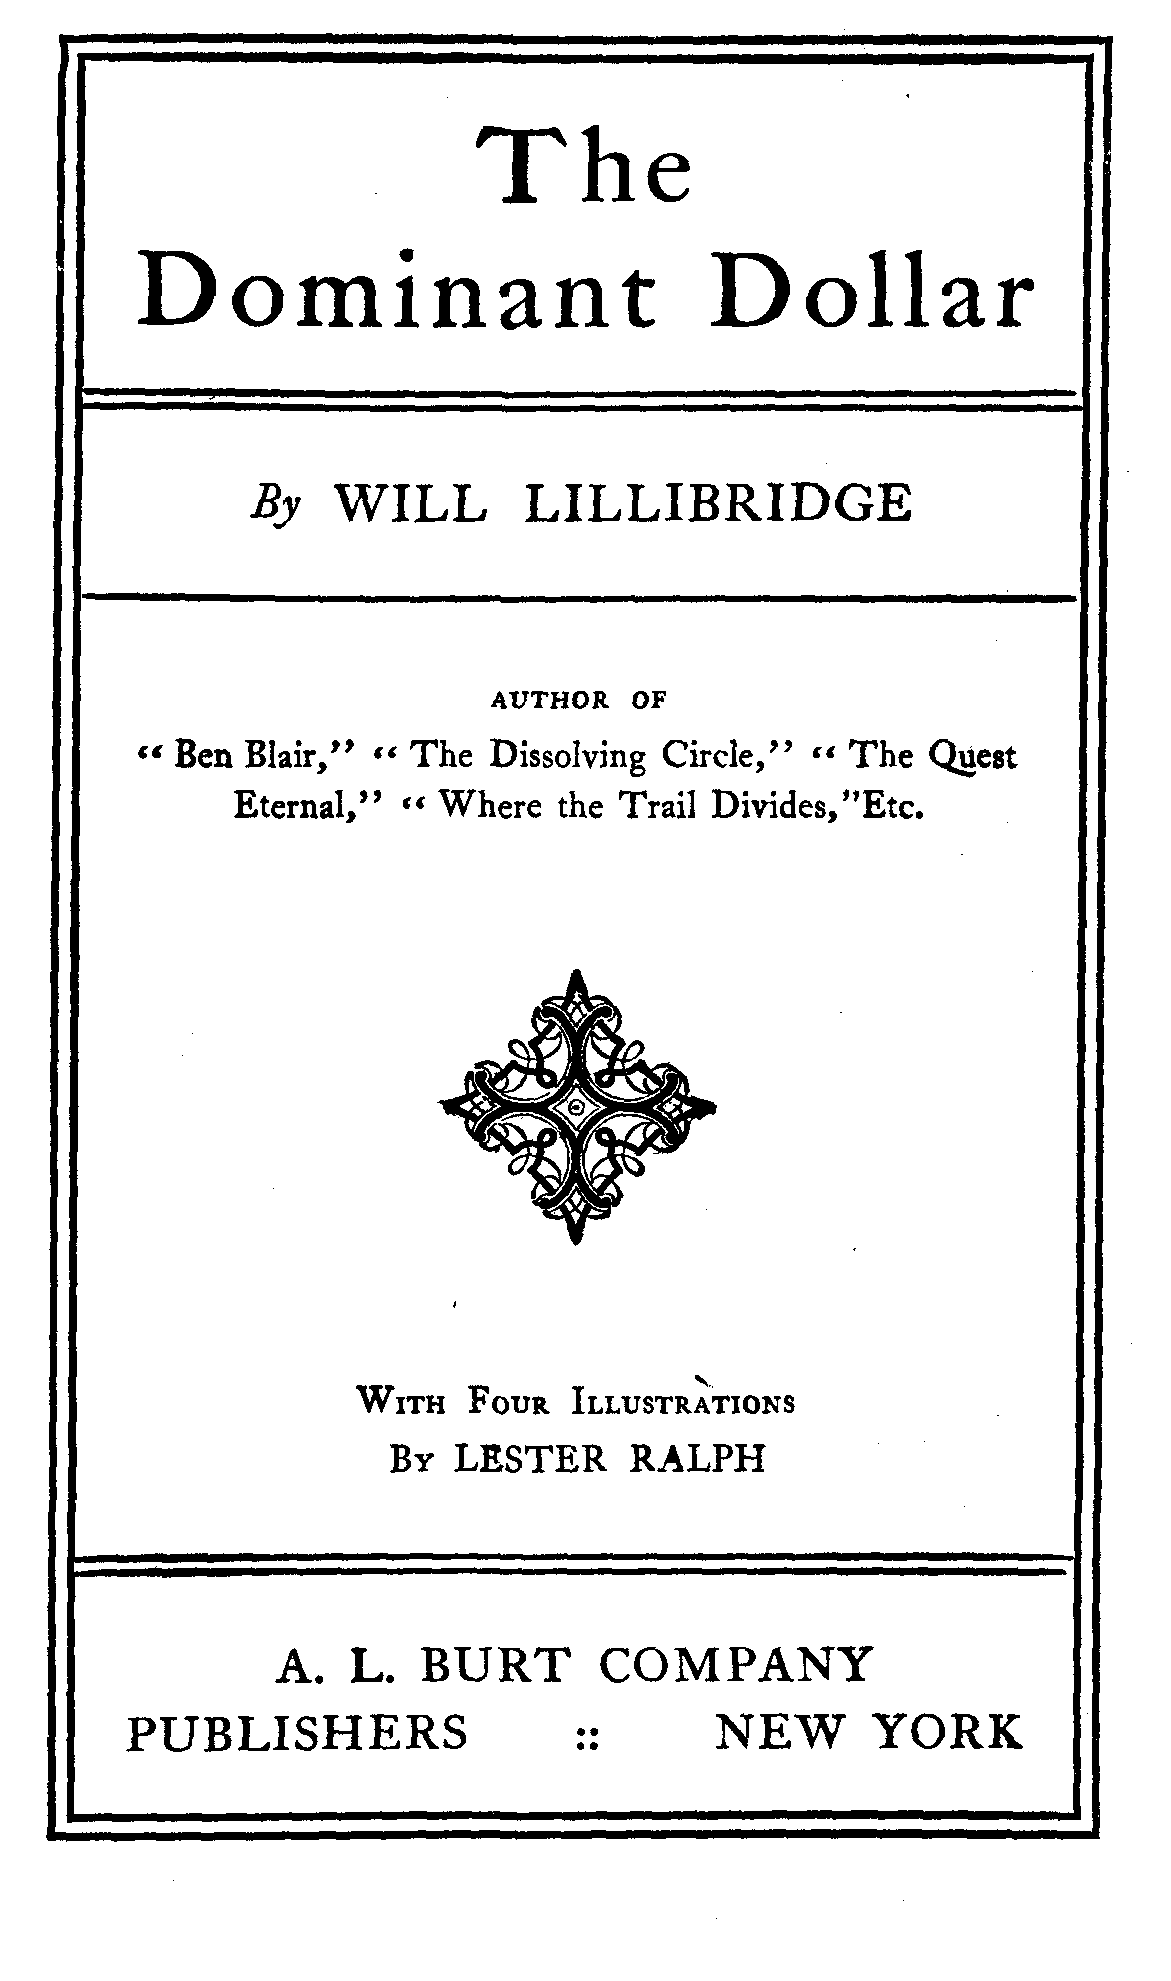 The
Dominant Dollar
By WILL LILLIBRIDGE
AUTHOR OF
“ Ben Blair,” “ The Dissolving Circle,” “ The Quest
Eternal,” “ Where the Trail Divides,”Etc.
WITH FOUR ILLUSTRATIONS
BY LESTER RALPH
A. L. BURT COMPANY
PUBLISHERS :: NEW YORK